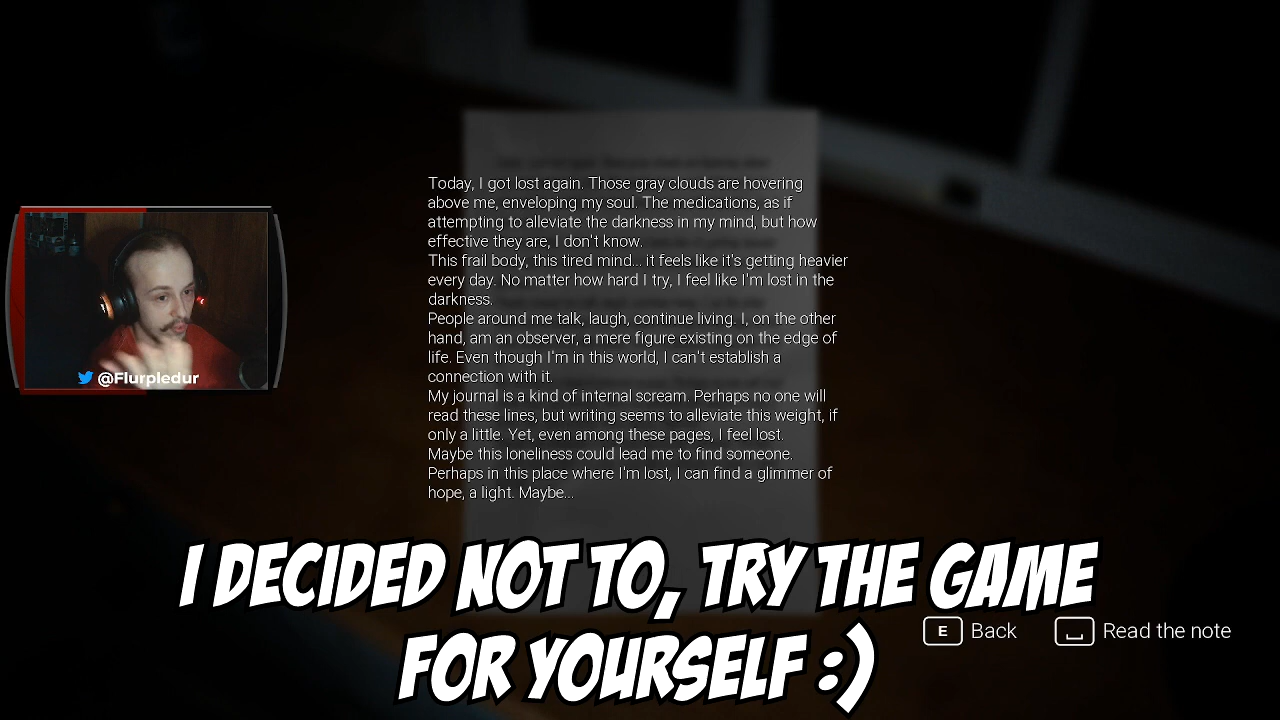 Today, I got lost again. Those gray clouds are hovering
above me, enveloping my soul. The medications, as if
attempting to alleviate the darkness in my mind, but how
effective they are, I don't know.
This frail body, this tired mind... it feels like it's getting heavier
every day. No matter how hard I try, I feel like I'm lost in the
darkness.
People around me talk, laugh, continue living. I, on the other
hand, am an observer, a mere figure existing on the edge of
life. Even though I'm in this world, I can't establish a
connection with it.
My journal is a kind of internal scream. Perhaps no one will
read these lines, but writing seems to alleviate this weight, if
only a little. Yet, even among these pages, I feel lost.
Maybe this loneliness could lead me to find someone.
Perhaps in this place where I'm lost, I can find a glimmer of
hope, a light. Maybe...
@Flurpledur
I DECIDED NOT TO, TRY THE GAME
FOR YOURSELF :)
E Back
Read the note